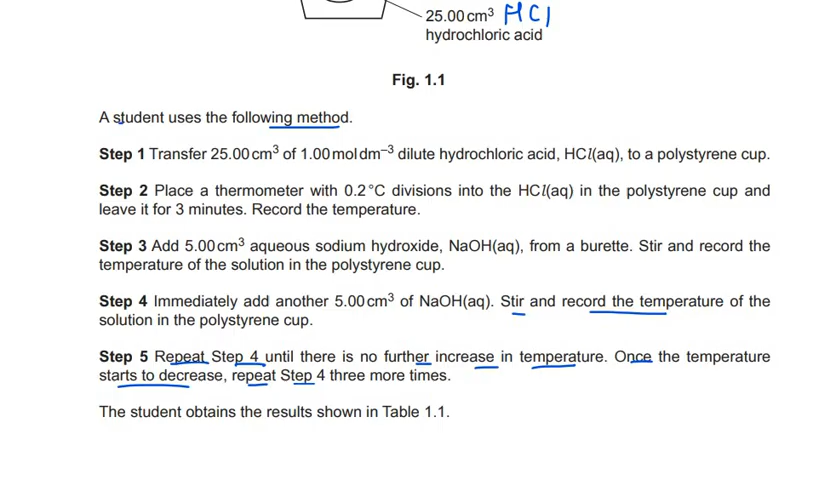 25.00 cm³ HCl
hydrochloric acid
Fig. 1.1
A student uses the following method.
Step 1 Transfer 25.00 cm³ of 1.00 mol dm⁻³ dilute hydrochloric acid, HCl(aq), to a polystyrene cup.
Step 2 Place a thermometer with 0.2 °C divisions into the HCl(aq) in the polystyrene cup and
leave it for 3 minutes. Record the temperature.
Step 3 Add 5.00 cm³ aqueous sodium hydroxide, NaOH(aq), from a burette. Stir and record the
temperature of the solution in the polystyrene cup.
Step 4 Immediately add another 5.00 cm³ of NaOH(aq). Stir and record the temperature of the
solution in the polystyrene cup.
Step 5 Repeat Step 4 until there is no further increase in temperature. Once the temperature
starts to decrease, repeat Step 4 three more times.
The student obtains the results shown in Table 1.1.